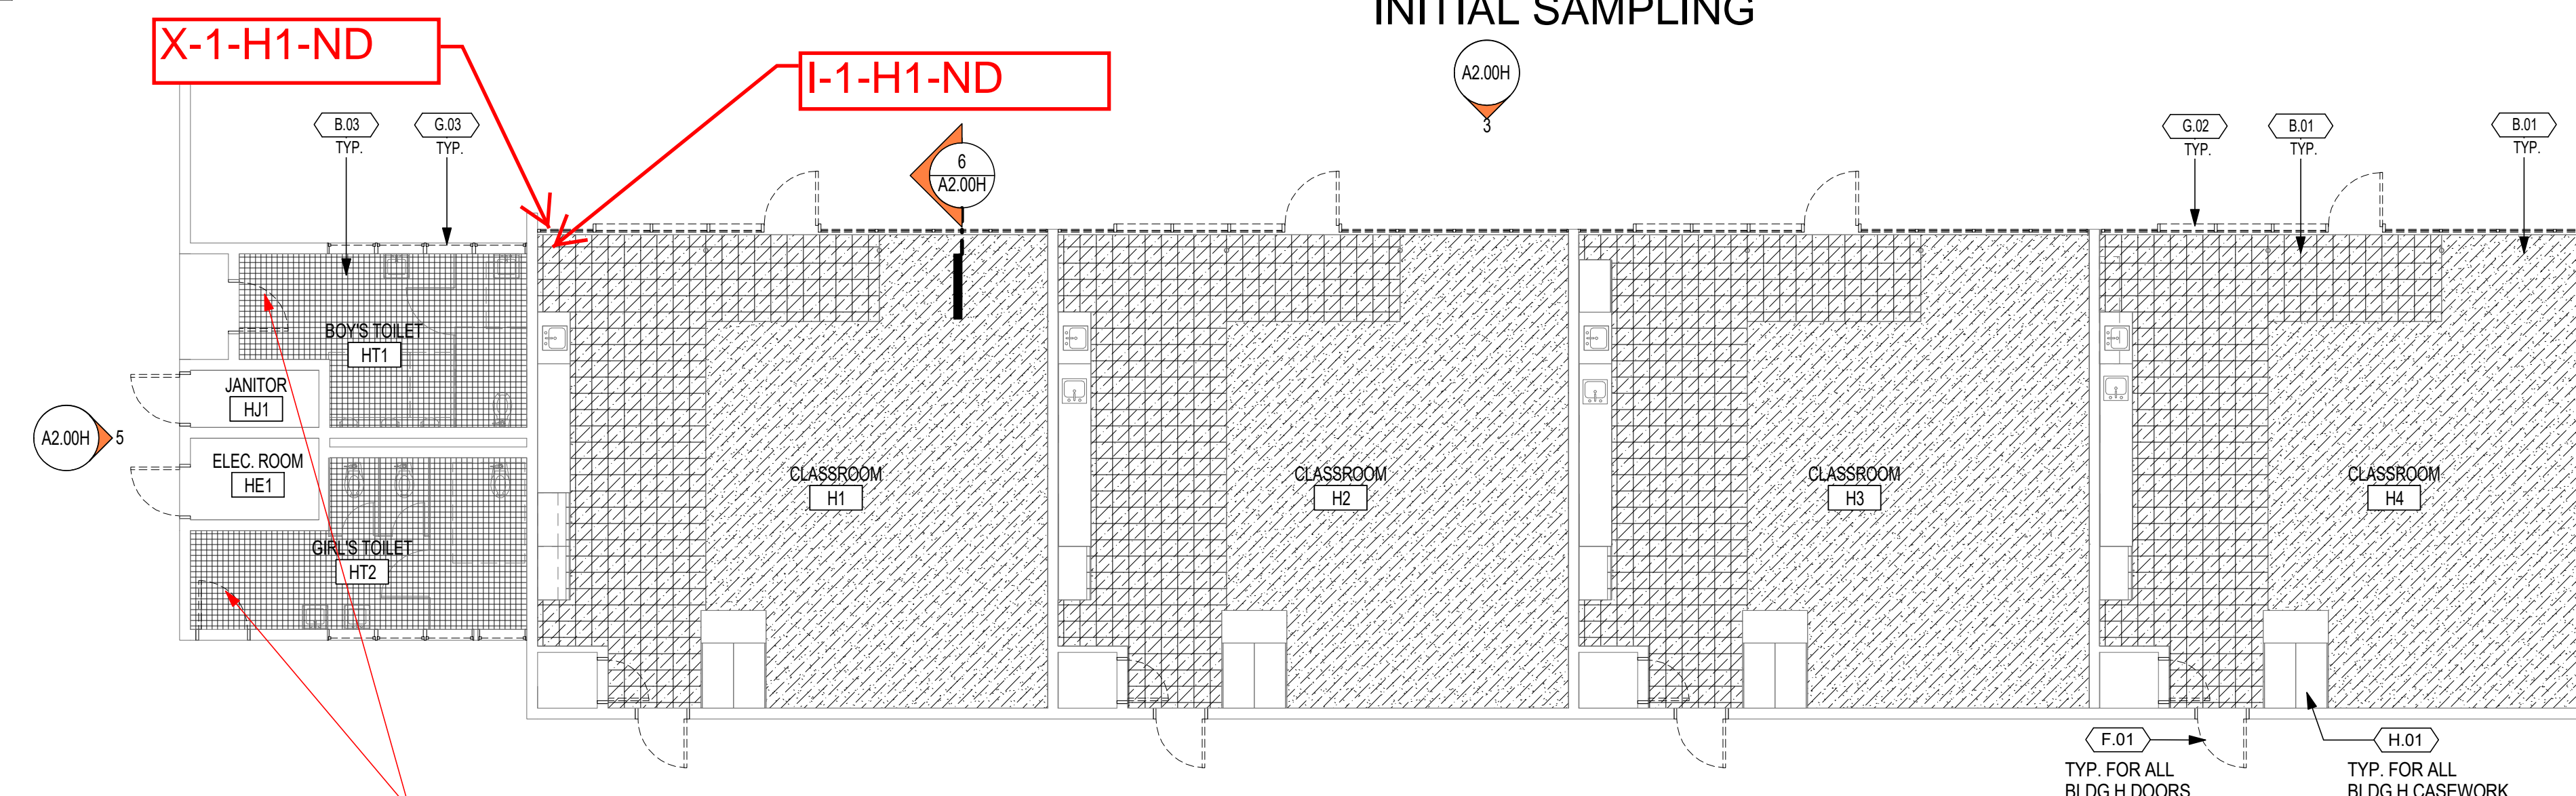 INITIAL SAMPLING
X-1-H1-ND
I-1-H1-ND
A2.00H
3
B.03
TYP.
G.03
TYP.
6
A2.00H
G.02
TYP.
B.01
TYP.
B.01
TYP.
BOY'S TOILET
HT1
JANITOR
HJ1
A2.00H
5
ELEC. ROOM
HE1
GIRL'S TOILET
HT2
CLASSROOM
H1
CLASSROOM
H2
CLASSROOM
H3
CLASSROOM
H4
F.01
TYP. FOR ALL
BLDG H DOORS
H.01
TYP. FOR ALL
BLDG H CASEWORK